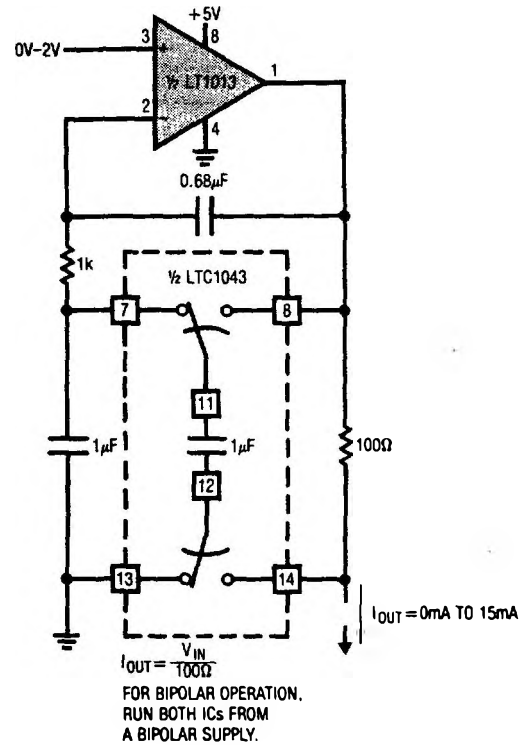 +5V
0V-2V
3
8
+
½ LT1013
1
2
−
4
0.68µF
1k
½ LTC1043
7
8
11
1µF
1µF
100Ω
12
13
14
IOUT = 0mA TO 15mA
IOUT = VIN
100Ω
FOR BIPOLAR OPERATION,
RUN BOTH ICs FROM
A BIPOLAR SUPPLY.